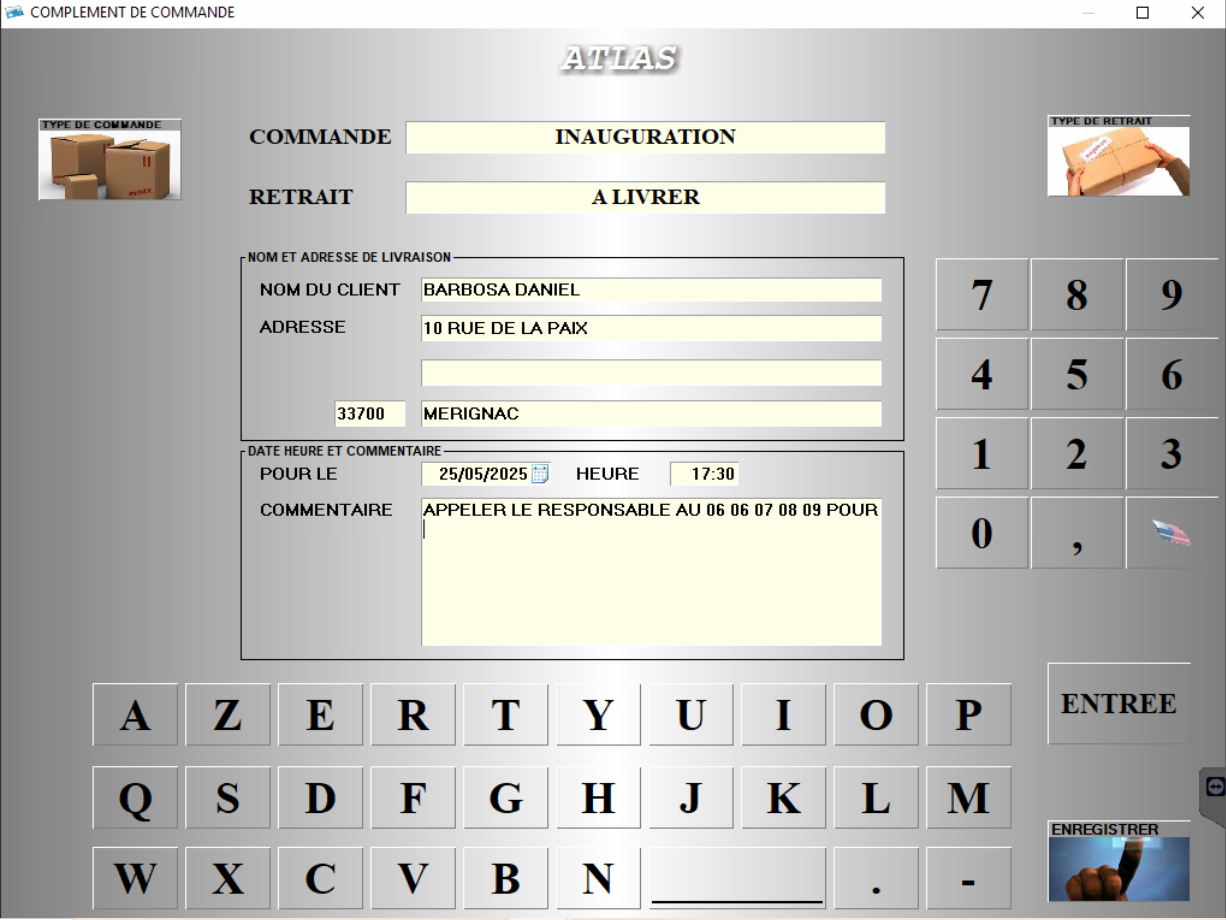 COMPLEMENT DE COMMANDE
ATLAS
TYPE DE COMMANDE
COMMANDE INAUGURATION
TYPE DE RETRAIT
RETRAIT A LIVRER
NOM ET ADRESSE DE LIVRAISON
NOM DU CLIENT BARBOSA DANIEL
ADRESSE 10 RUE DE LA PAIX
33700 MERIGNAC
DATE HEURE ET COMMENTAIRE
POUR LE 25/05/2025 HEURE 17:30
COMMENTAIRE APPELER LE RESPONSABLE AU 06 06 07 08 09 POUR
7 8 9
4 5 6
1 2 3
0 ,
A Z E R T Y U I O P
ENTREE
Q S D F G H J K L M
W X C V B N . -
ENREGISTRER